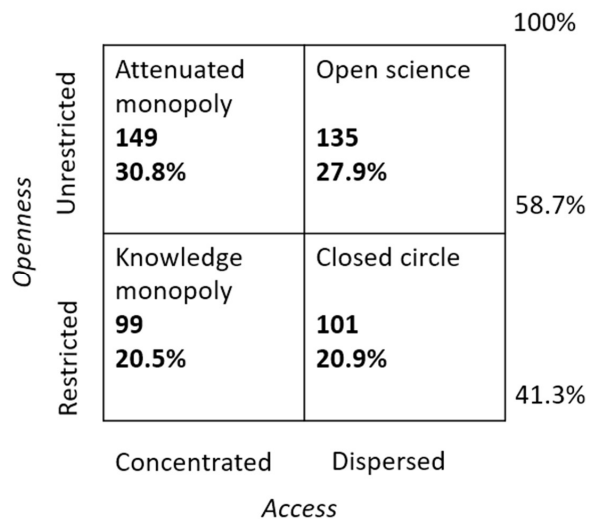 100%
Attenuated
monopoly
149
30.8%
Open science
135
27.9%
Unrestricted
58.7%
Openness
Knowledge
monopoly
99
20.5%
Closed circle
101
20.9%
Restricted
41.3%
Concentrated
Dispersed
Access